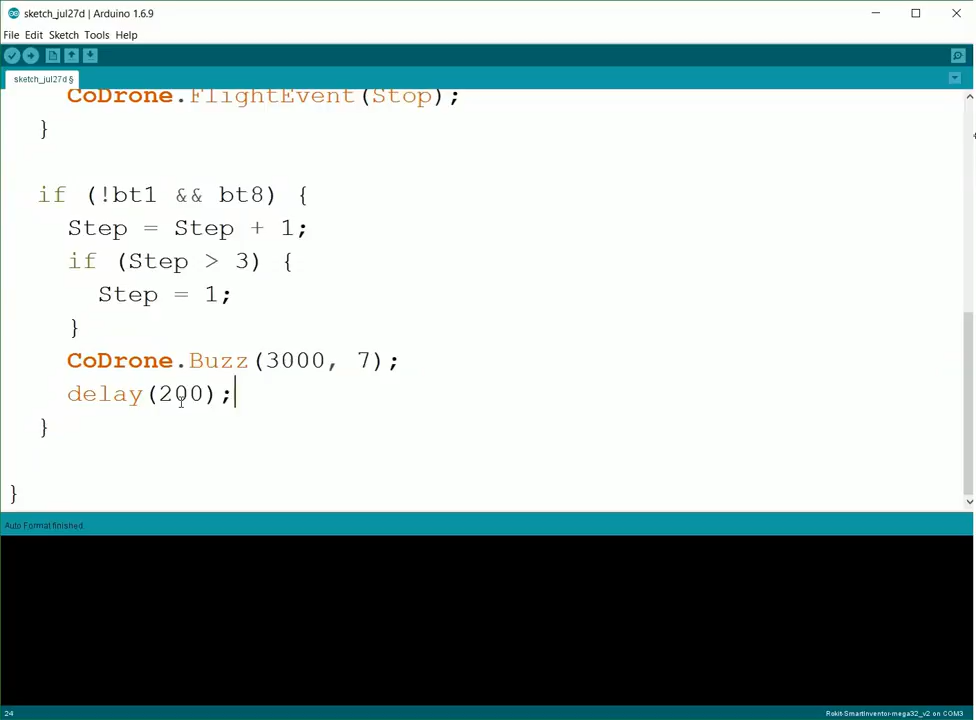 sketch_jul27d | Arduino 1.6.9
File Edit Sketch Tools Help
sketch_jul27d §
CoDrone.FlightEvent(Stop);
}
if (!bt1 && bt8) {
Step = Step + 1;
if (Step > 3) {
Step = 1;
}
CoDrone.Buzz(3000, 7);
delay(200);
}
}
Auto Format finished.
24
Rokit-SmartInventor-mega32_v2 on COM3